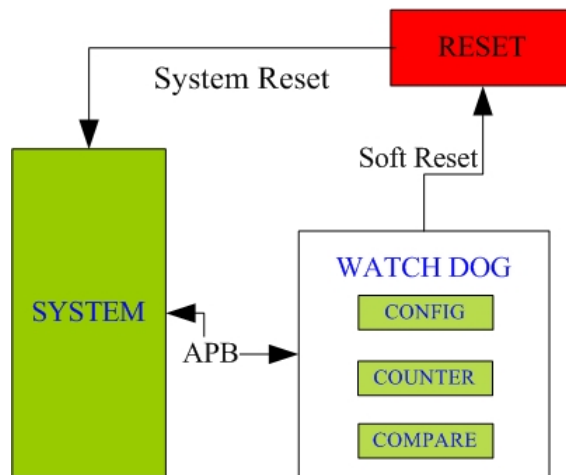 RESET
System Reset
Soft Reset
WATCH DOG
SYSTEM
CONFIG
APB
COUNTER
COMPARE